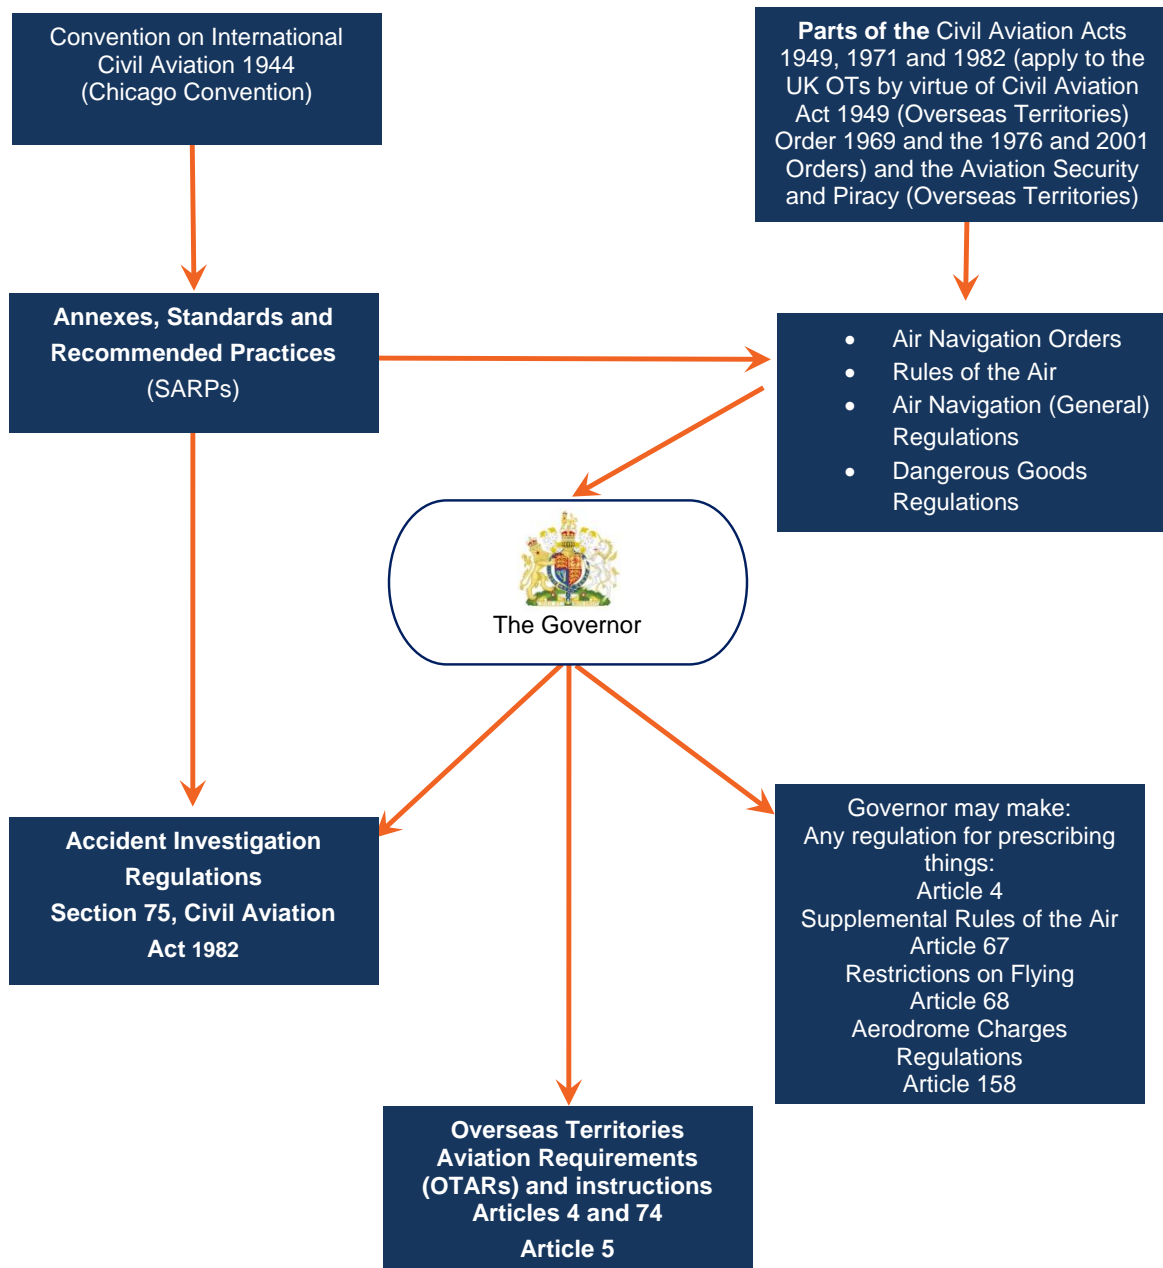 Convention on International
Civil Aviation 1944
(Chicago Convention)
Parts of the Civil Aviation Acts
1949, 1971 and 1982 (apply to the
UK OTs by virtue of Civil Aviation
Act 1949 (Overseas Territories)
Order 1969 and the 1976 and 2001
Orders) and the Aviation Security
and Piracy (Overseas Territories)
Annexes, Standards and
Recommended Practices
(SARPs)
• Air Navigation Orders
• Rules of the Air
• Air Navigation (General)
Regulations
• Dangerous Goods
Regulations
The Governor
Accident Investigation
Regulations
Section 75, Civil Aviation
Act 1982
Governor may make:
Any regulation for prescribing
things:
Article 4
Supplemental Rules of the Air
Article 67
Restrictions on Flying
Article 68
Aerodrome Charges
Regulations
Article 158
Overseas Territories
Aviation Requirements
(OTARs) and instructions
Articles 4 and 74
Article 5